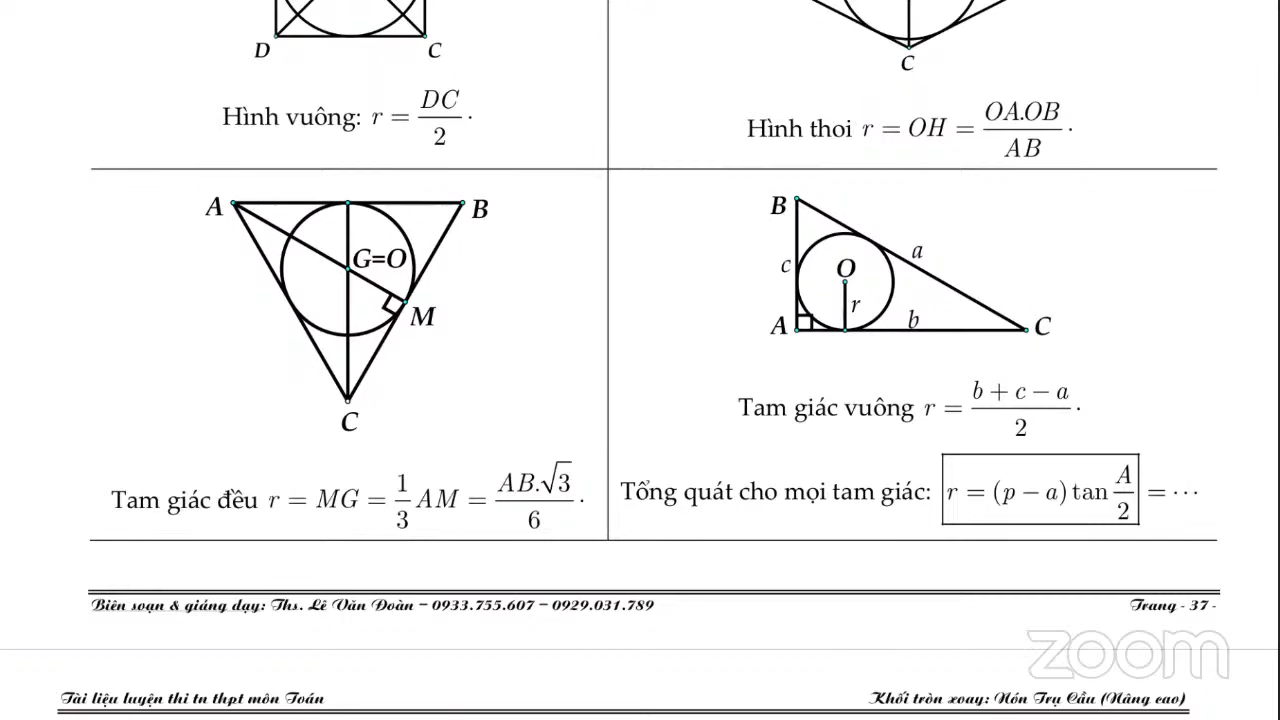 D C
C
Hình vuông: r = DC/2 ·
Hình thoi r = OH = OA.OB/AB ·
A B
G=O
M
C
Tam giác đều r = MG = 1/3 AM = AB.√3/6 ·
B
c O a
r
A b C
Tam giác vuông r = (b + c − a)/2 ·
Tổng quát cho mọi tam giác: r = (p − a) tan A/2 = ⋯
Biên soạn & giảng dạy: Ths. Lê Văn Đoàn – 0933.755.607 – 0929.031.789 Trang - 37 -
zoom
Tài liệu luyện thi tn thpt môn Toán Khối tròn xoay: Nón Trụ Cầu (Nâng cao)